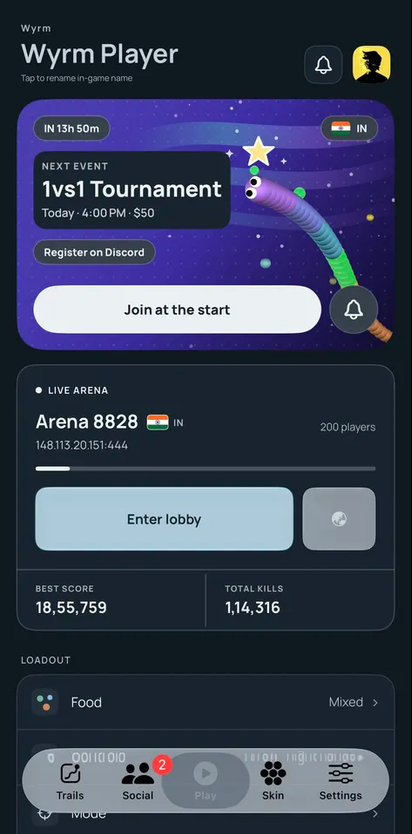 Wyrm
Wyrm Player
Tap to rename in-game name
IN 13h 50m
IN
NEXT EVENT
1vs1 Tournament
Today · 4:00 PM · $50
Register on Discord
Join at the start
LIVE ARENA
Arena 8828 IN
200 players
148.113.20.151:444
Enter lobby
BEST SCORE
18,55,759
TOTAL KILLS
1,14,316
LOADOUT
Food
Mixed
2
Trails
Social
Play
Skin
Settings
Mode